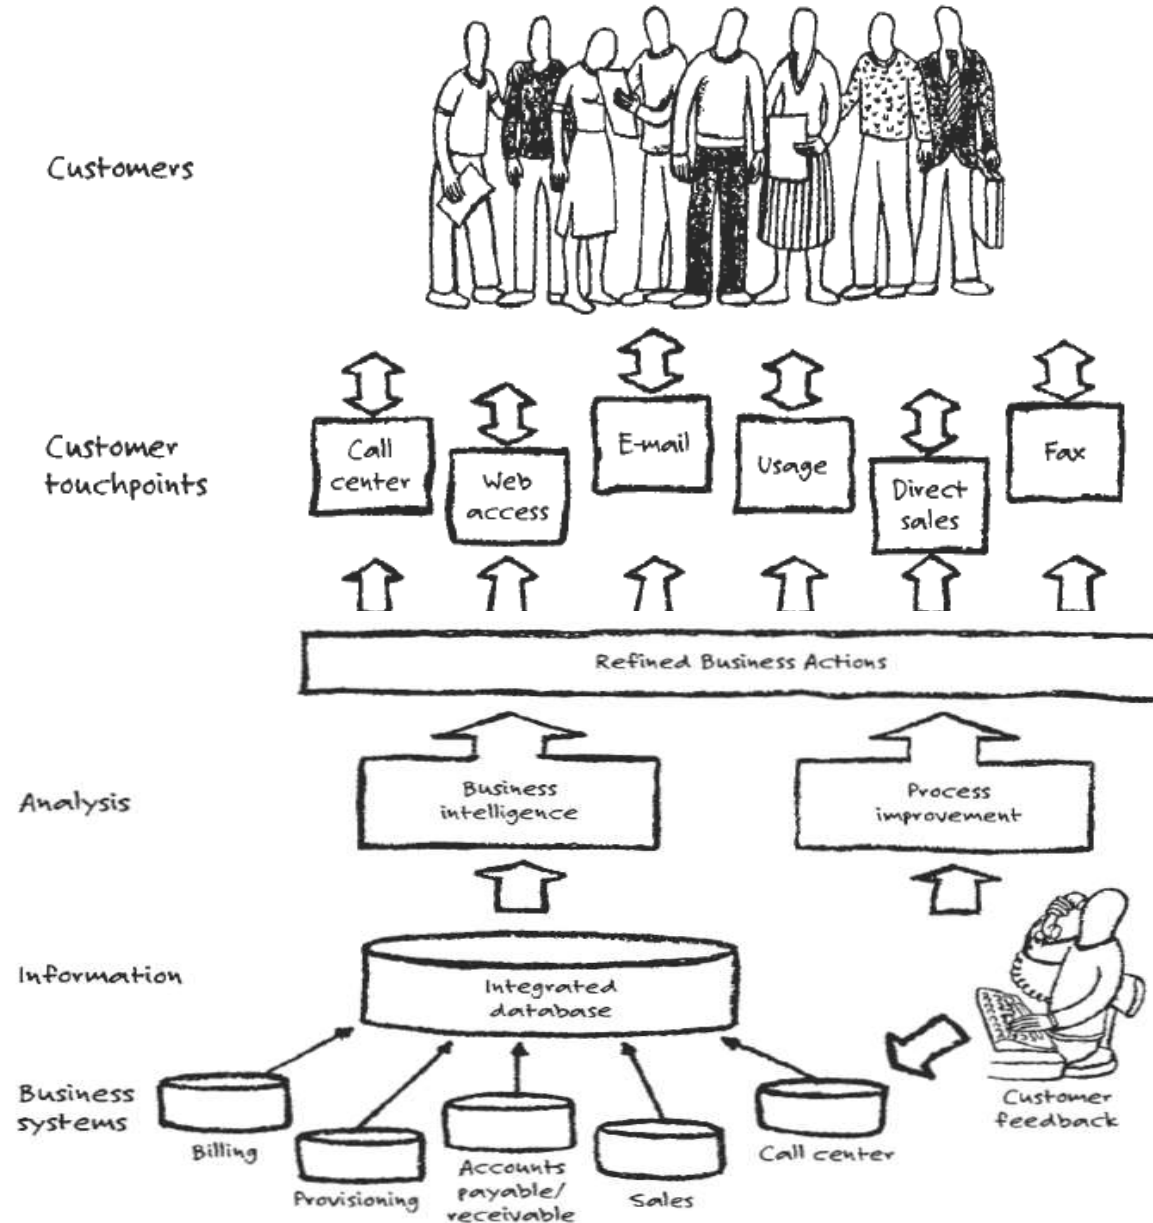 Customers
Customer
touchpoints
Call
center
Web
access
E-mail
Usage
Direct
sales
Fax
Refined Business Actions
Analysis
Business
intelligence
Process
improvement
Information
Integrated
database
Business
systems
Billing
Provisioning
Accounts
payable/
receivable
Sales
Call center
Customer
feedback